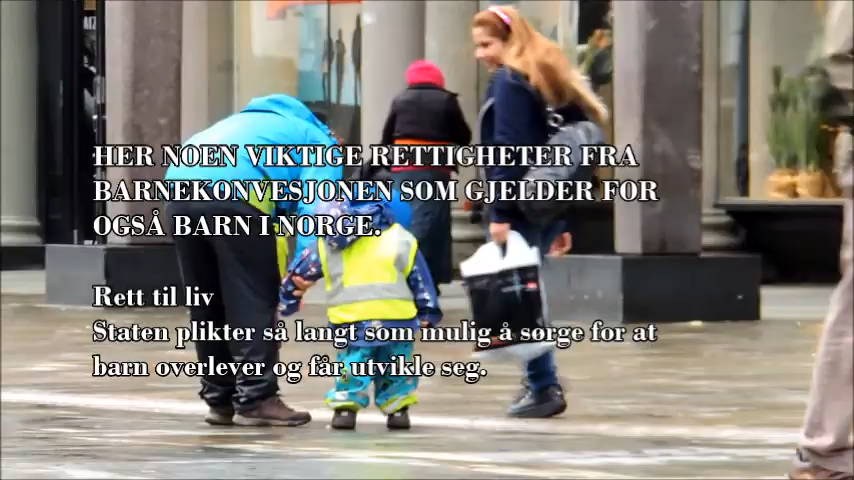 HER NOEN VIKTIGE RETTIGHETER FRA
BARNEKONVESJONEN SOM GJELDER FOR
OGSÅ BARN I NORGE.
Rett til liv
Staten plikter så langt som mulig å sørge for at
barn overlever og får utvikle seg.